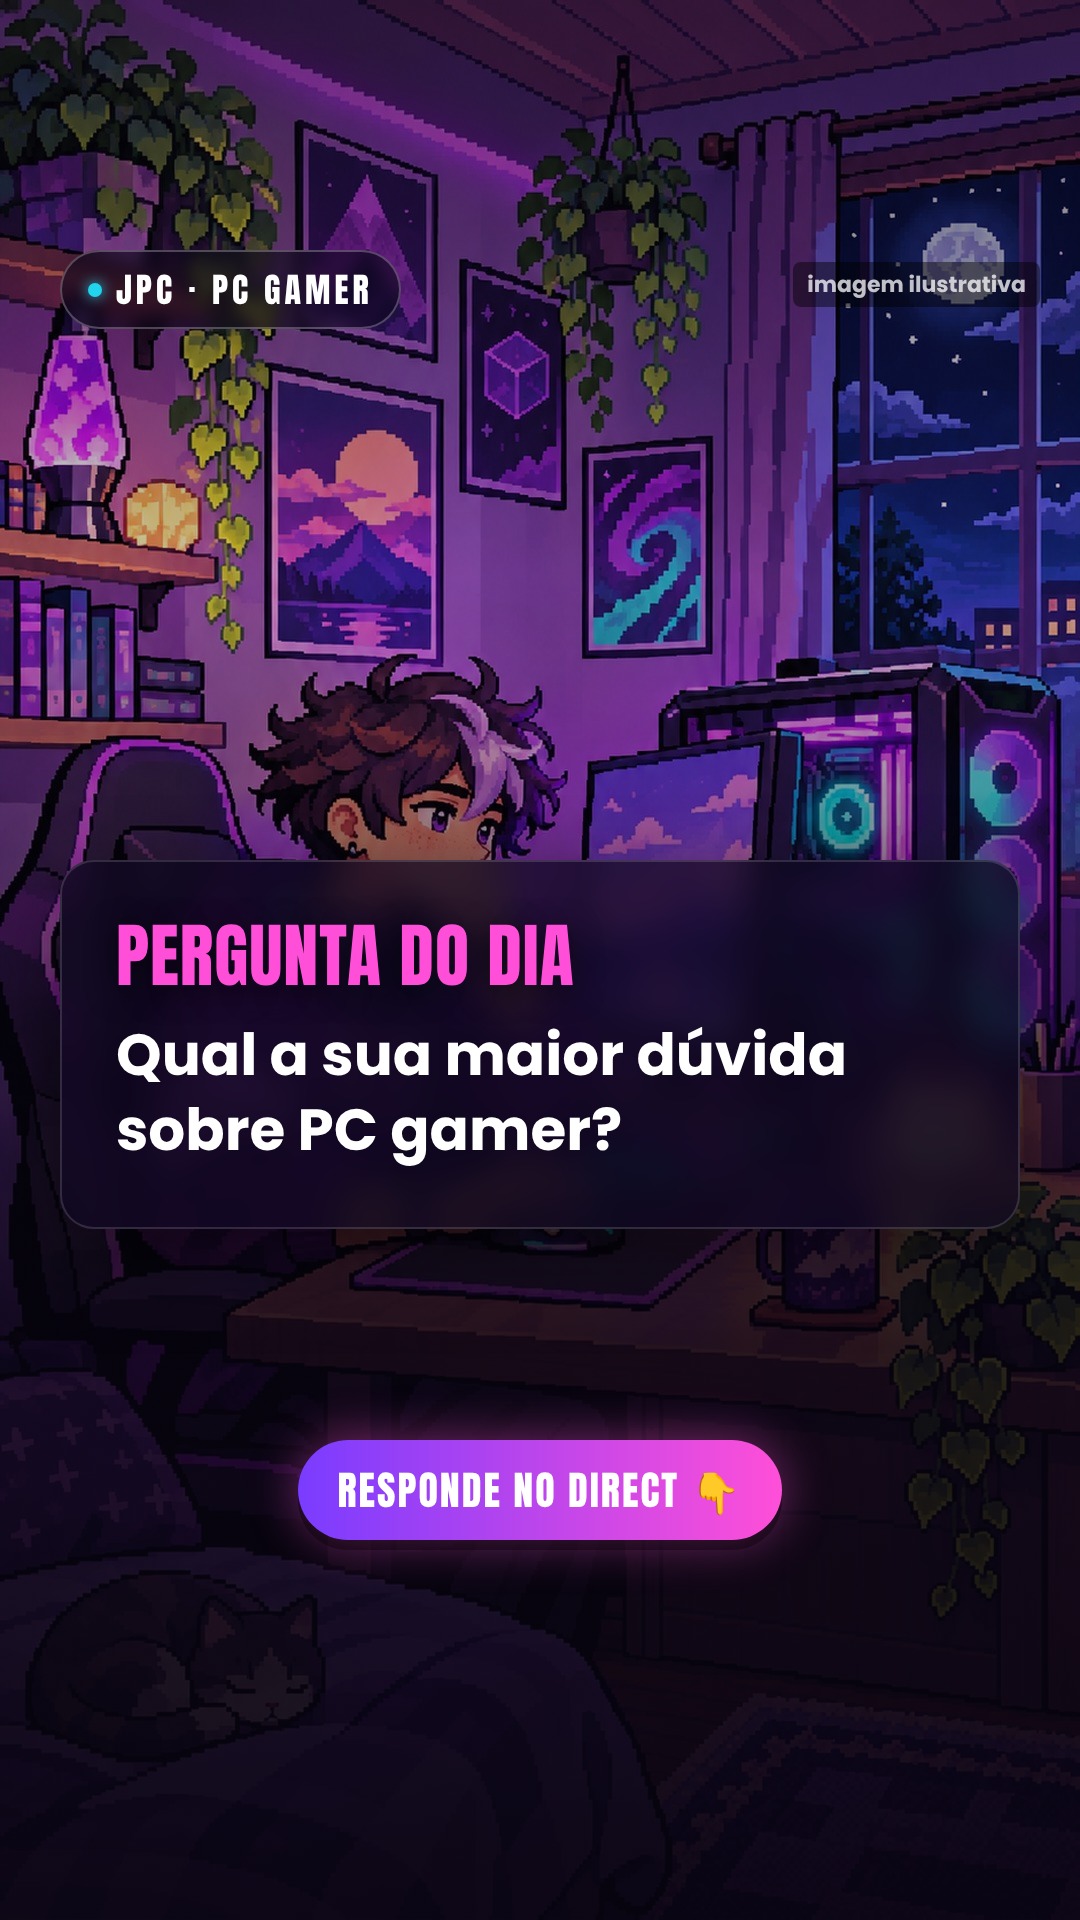 JPC · PC GAMER
imagem ilustrativa
PERGUNTA DO DIA
Qual a sua maior dúvida
sobre PC gamer?
RESPONDE NO DIRECT 👇